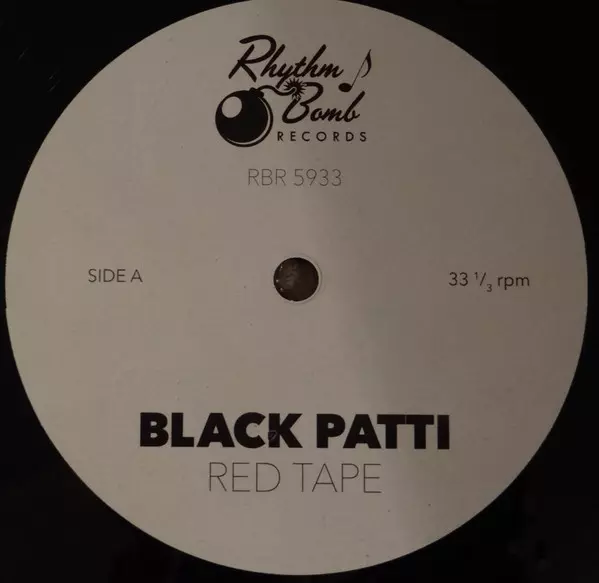 Rhythm
Bomb
RECORDS
RBR 5933
SIDE A
33 1/3 rpm
BLACK PATTI
RED TAPE